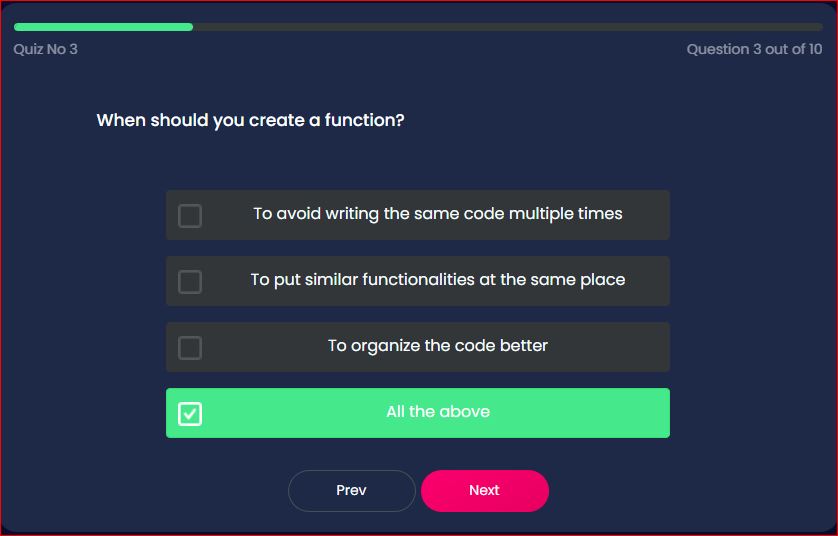 Quiz No 3
Question 3 out of 10
When should you create a function?
To avoid writing the same code multiple times
To put similar functionalities at the same place
To organize the code better
All the above
Prev
Next